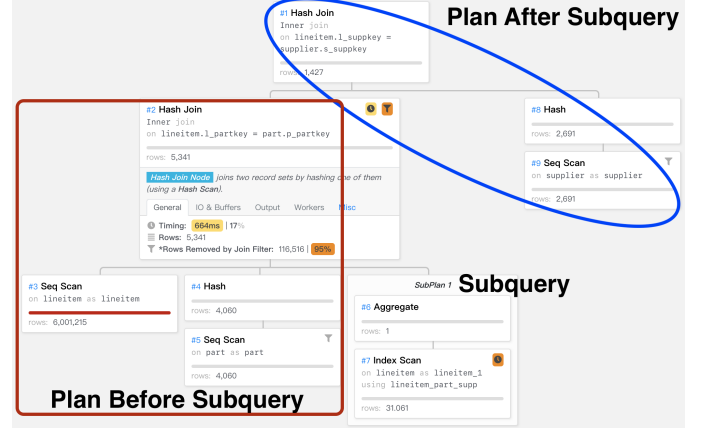 Plan After Subquery
#1 Hash Join
Inner join
on lineitem.l_suppkey =
supplier.s_suppkey
rows: 1,427
#2 Hash Join
Inner join
on lineitem.l_partkey = part.p_partkey
rows: 5,341
Hash Join Node joins two record sets by hashing one of them
(using a Hash Scan).
General IO & Buffers Output Workers Misc
Timing: 664ms | 17%
Rows: 5,341
*Rows Removed by Join Filter: 116,516 | 95%
#8 Hash
rows: 2,691
#9 Seq Scan
on supplier as supplier
rows: 2,691
#3 Seq Scan
on lineitem as lineitem
rows: 6,001,215
#4 Hash
rows: 4,060
#5 Seq Scan
on part as part
rows: 4,060
SubPlan 1
Subquery
#6 Aggregate
rows: 1
#7 Index Scan
on lineitem as lineitem_1
using lineitem_part_supp
rows: 31.061
Plan Before Subquery